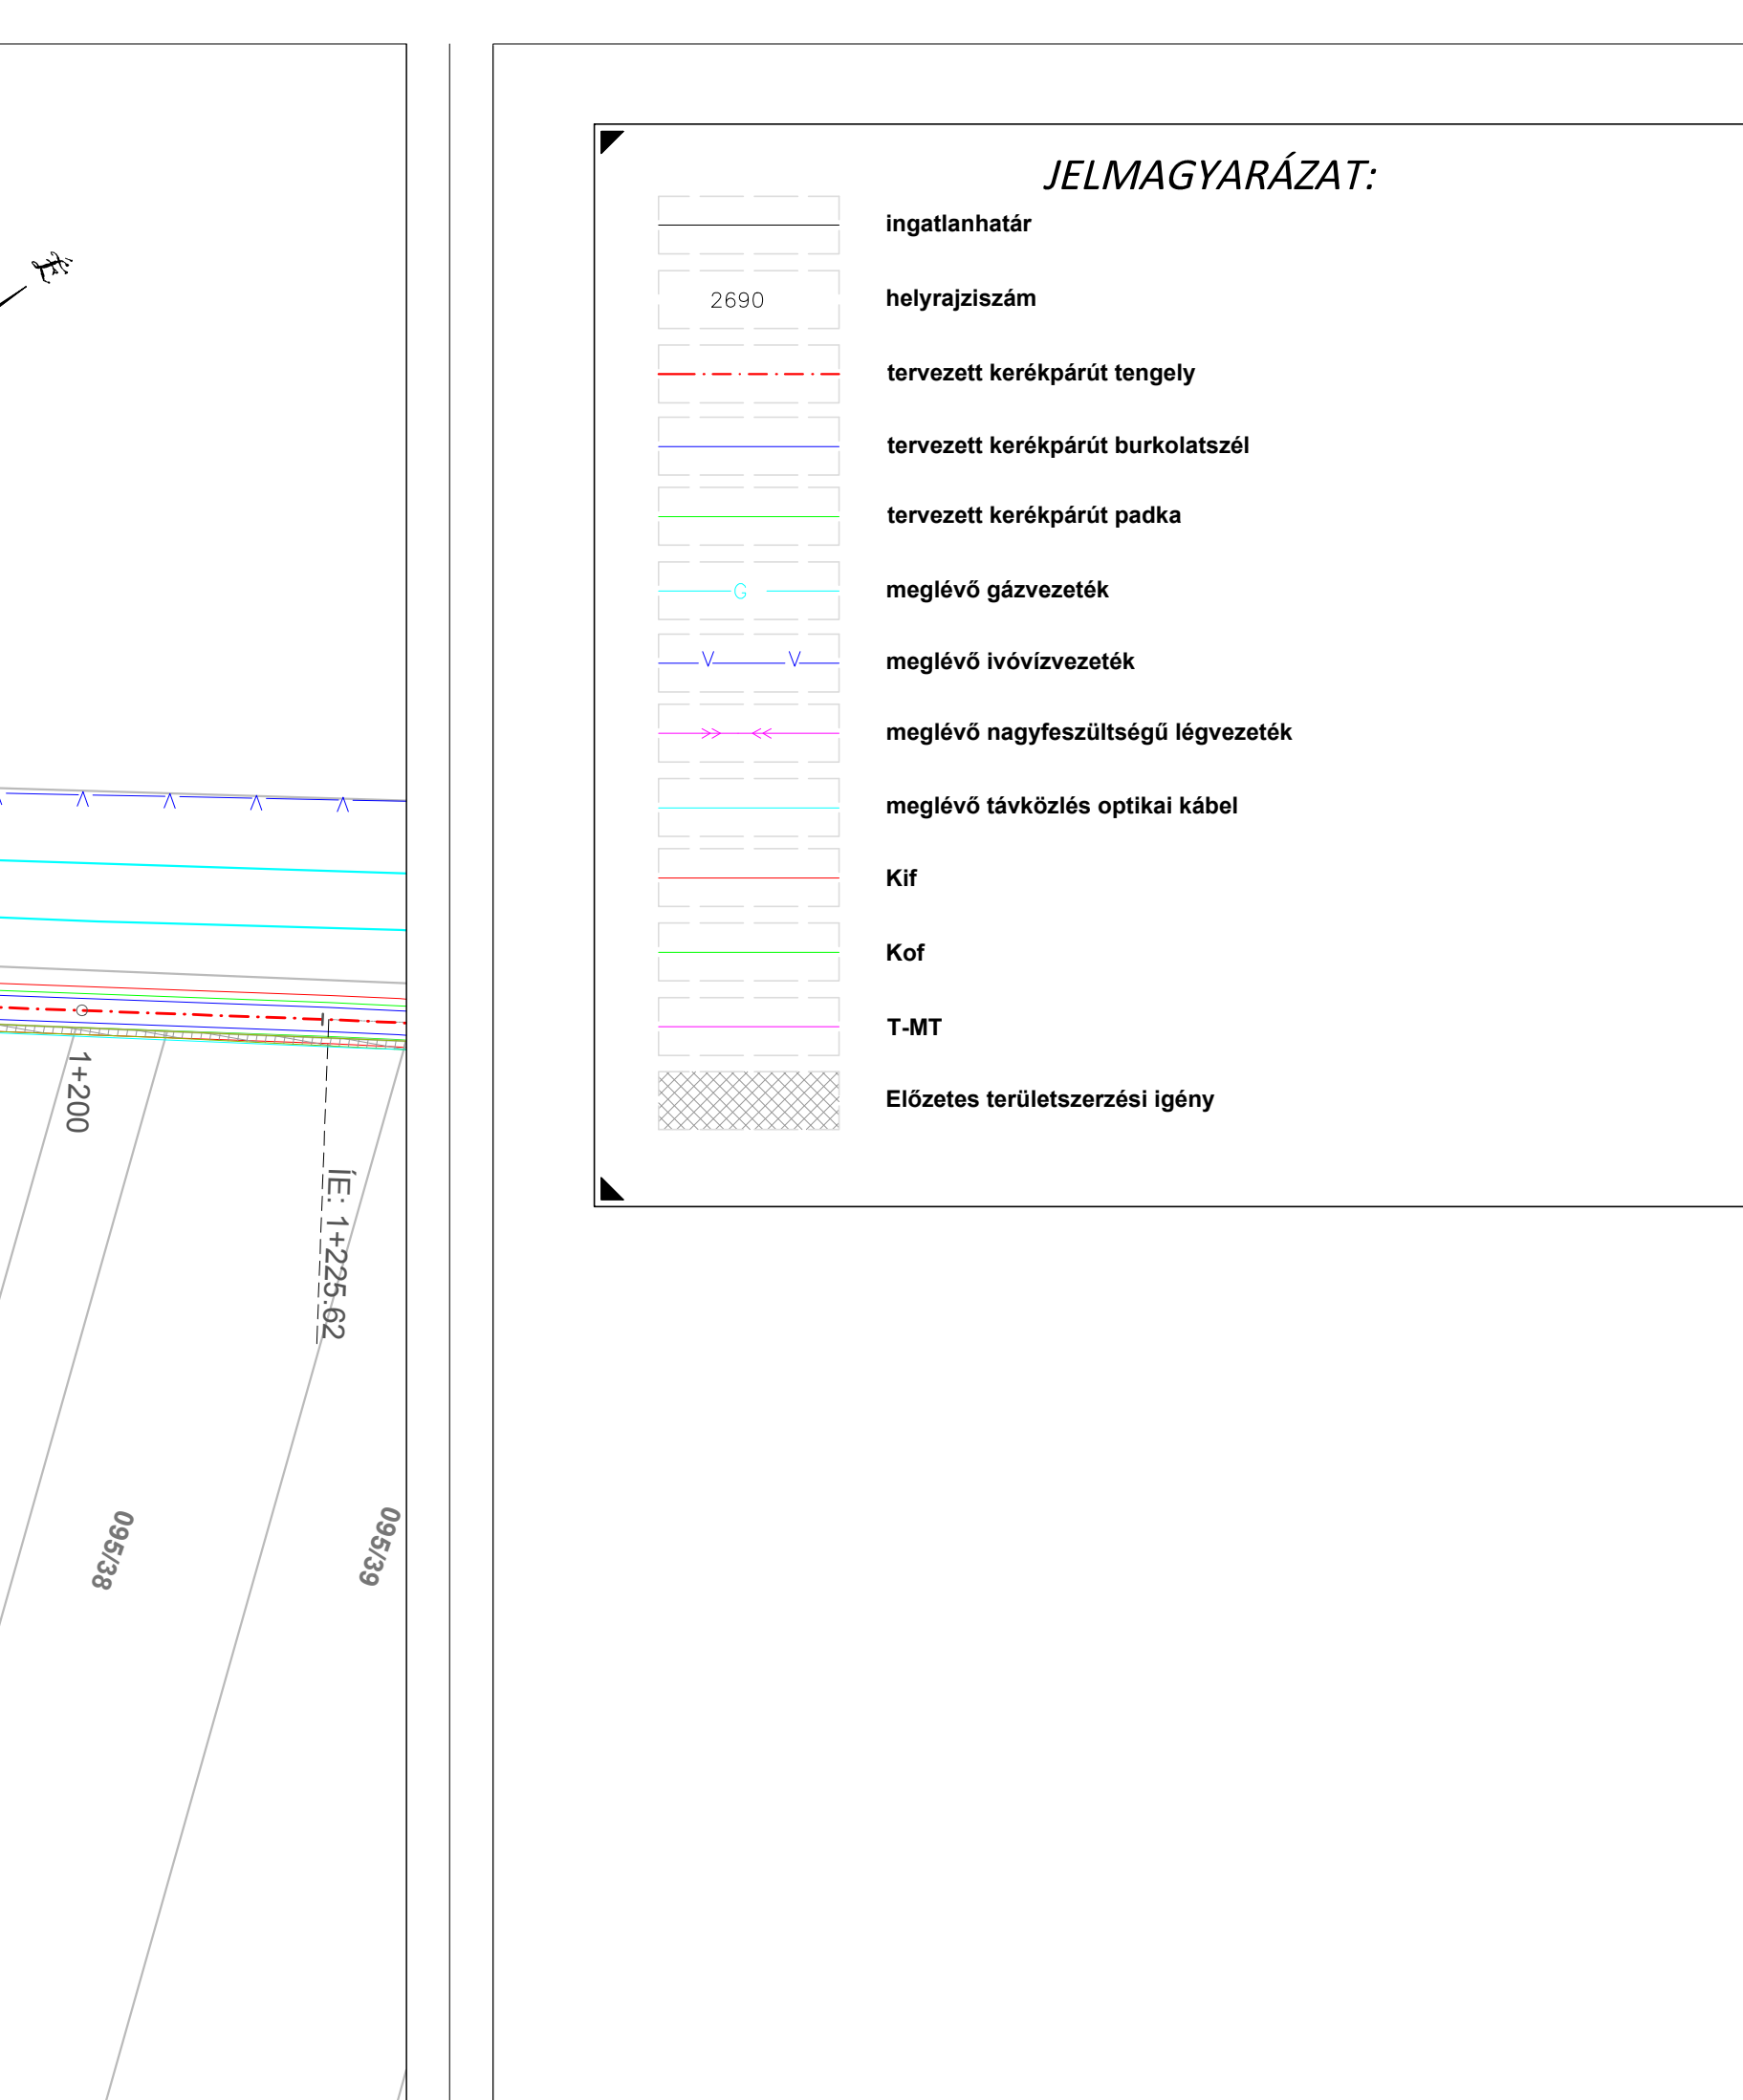 É
1+200
ÍE: 1+225.62
095/38
095/39
JELMAGYARÁZAT:
ingatlanhatár
2690
helyrajziszám
tervezett kerékpárút tengely
tervezett kerékpárút burkolatszél
tervezett kerékpárút padka
G
meglévő gázvezeték
V V
meglévő ivóvízvezeték
meglévő nagyfeszültségű légvezeték
meglévő távközlés optikai kábel
Kif
Kof
T-MT
Előzetes területszerzési igény